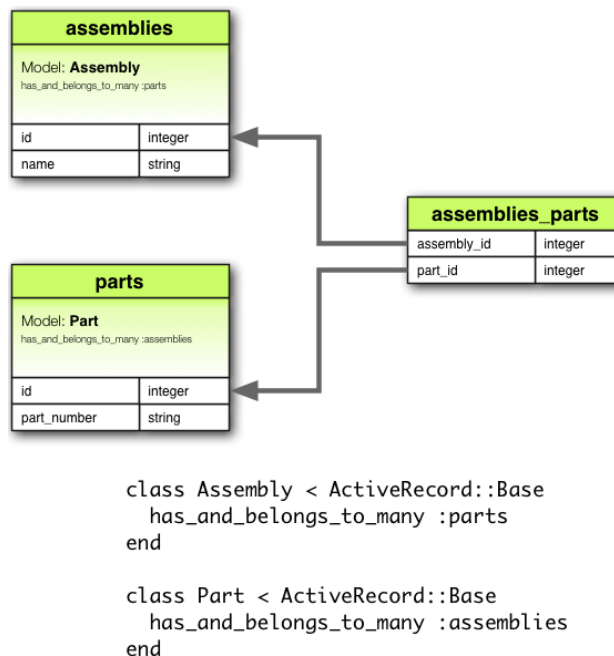 assemblies
Model: Assembly
has_and_belongs_to_many :parts
id integer
name string
assemblies_parts
assembly_id integer
part_id integer
parts
Model: Part
has_and_belongs_to_many :assemblies
id integer
part_number string
class Assembly < ActiveRecord::Base
  has_and_belongs_to_many :parts
end
class Part < ActiveRecord::Base
  has_and_belongs_to_many :assemblies
end